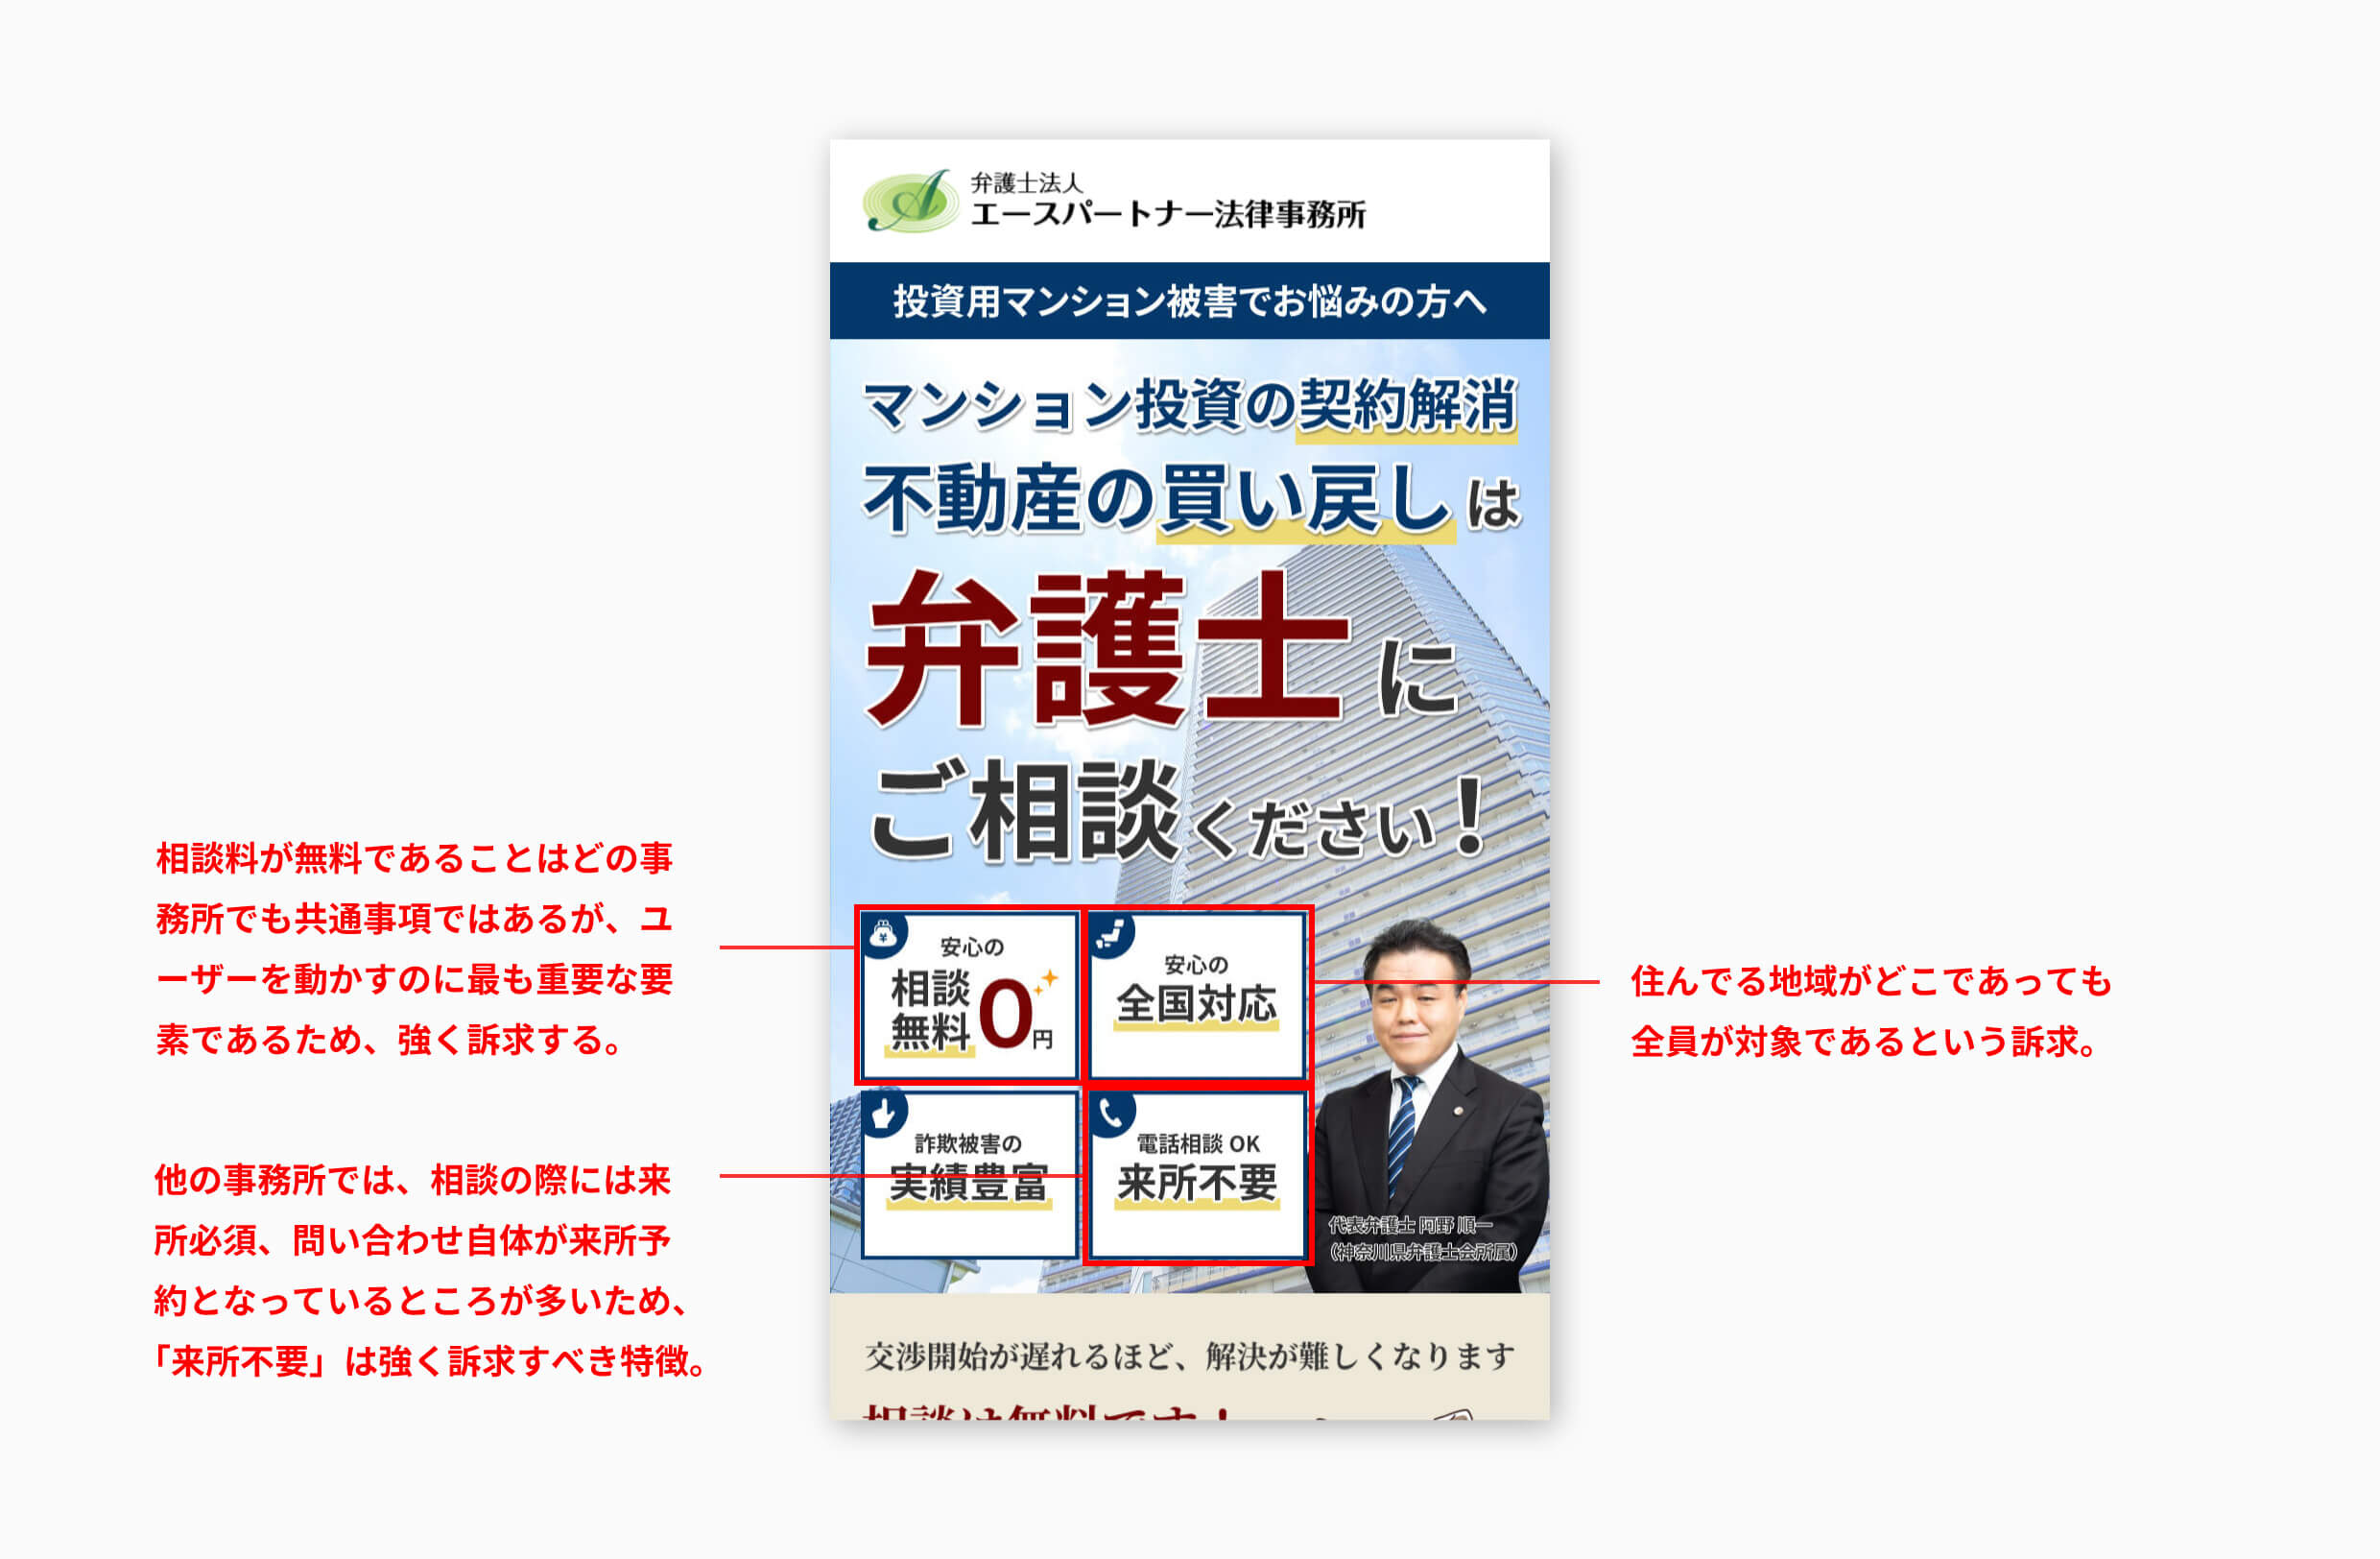 弁護士法人
エースパートナー法律事務所
投資用マンション被害でお悩みの方へ
マンション投資の契約解消
不動産の買い戻しは
弁護士に
ご相談ください！
安心の
相談
無料
0円
安心の
全国対応
詐欺被害の
実績豊富
電話相談 OK
来所不要
代表弁護士 阿野 順一
（神奈川県弁護士会所属）
交渉開始が遅れるほど、解決が難しくなります
相談は無料です！
相談料が無料であることはどの事
務所でも共通事項ではあるが、ユ
ーザーを動かすのに最も重要な要
素であるため、強く訴求する。
他の事務所では、相談の際には来
所必須、問い合わせ自体が来所予
約となっているところが多いため、
「来所不要」は強く訴求すべき特徴。
住んでる地域がどこであっても
全員が対象であるという訴求。